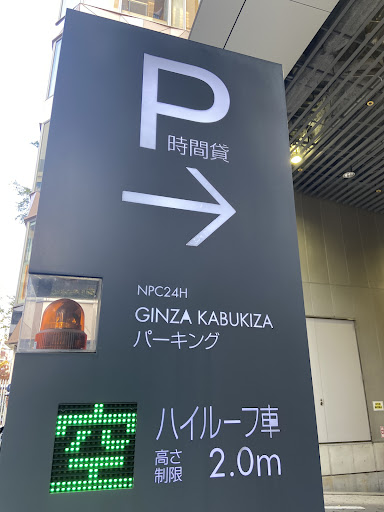 P
時間貸
→
NPC24H
GINZA KABUKIZA
パーキング
空
ハイルーフ車
高さ
制限 2.0m